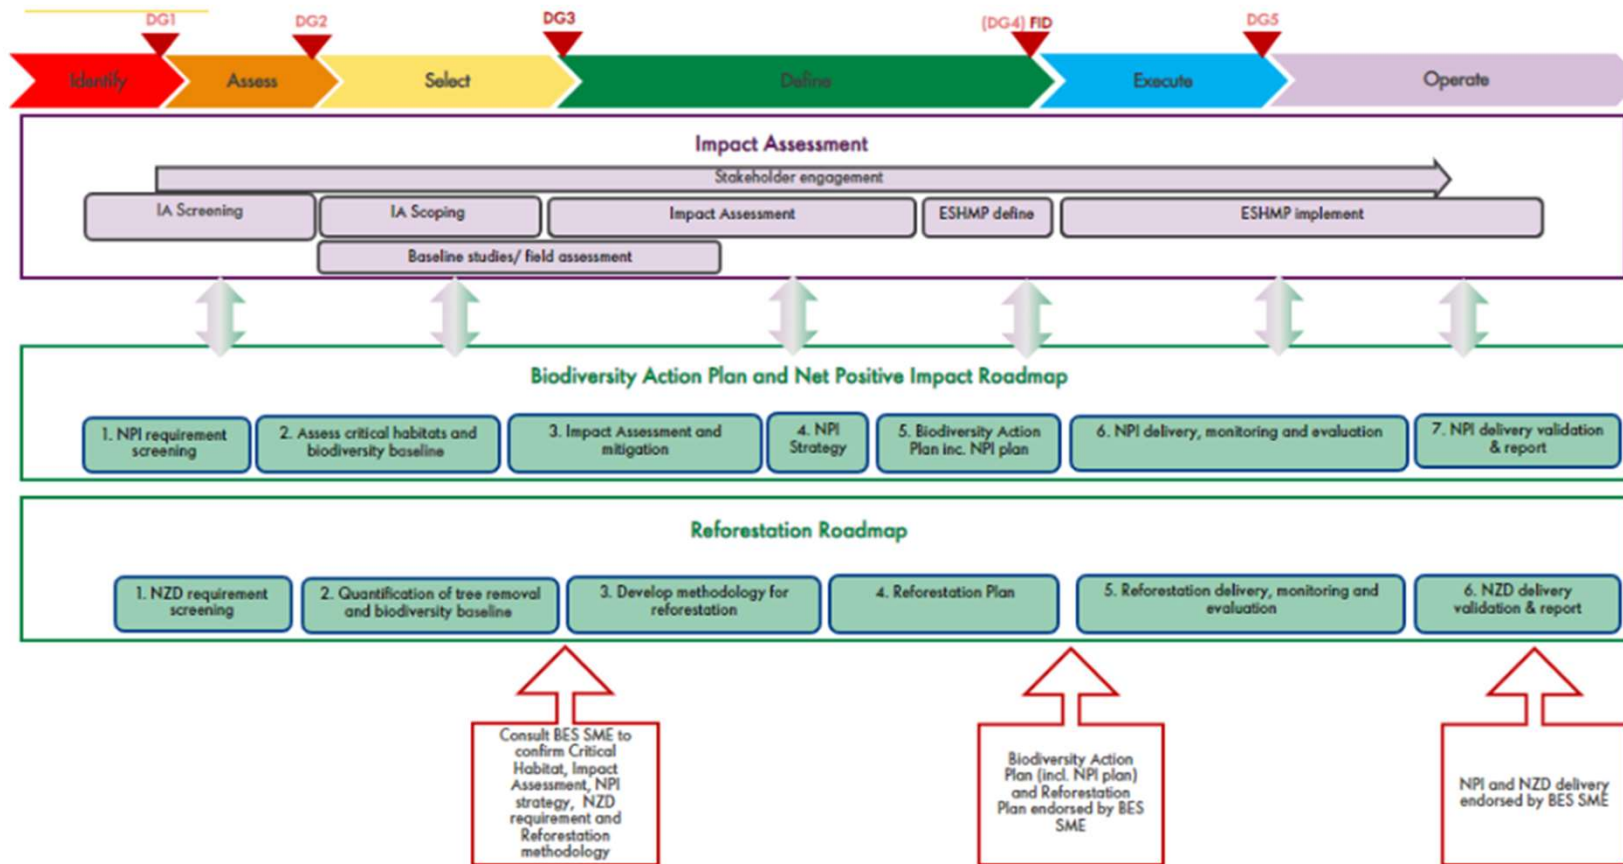 DG1
DG2
DG3
(DG4) FID
DG5
Identify
Assess
Select
Define
Execute
Operate
Impact Assessment
Stakeholder engagement
IA Screening
IA Scoping
Impact Assessment
ESHMP define
ESHMP implement
Baseline studies/ field assessment
Biodiversity Action Plan and Net Positive Impact Roadmap
1. NPI requirement
screening
2. Assess critical habitats and
biodiversity baseline
3. Impact Assessment and
mitigation
4. NPI
Strategy
5. Biodiversity Action
Plan inc. NPI plan
6. NPI delivery, monitoring and evaluation
7. NPI delivery validation
& report
Reforestation Roadmap
1. NZD requirement
screening
2. Quantification of tree removal
and biodiversity baseline
3. Develop methodology for
reforestation
4. Reforestation Plan
5. Reforestation delivery, monitoring and
evaluation
6. NZD delivery
validation & report
Consult BES SME to
confirm Critical
Habitat, Impact
Assessment, NPI
strategy, NZD
requirement and
Reforestation
methodology
Biodiversity Action
Plan (incl. NPI plan)
and Reforestation
Plan endorsed by BES
SME
NPI and NZD delivery
endorsed by BES SME